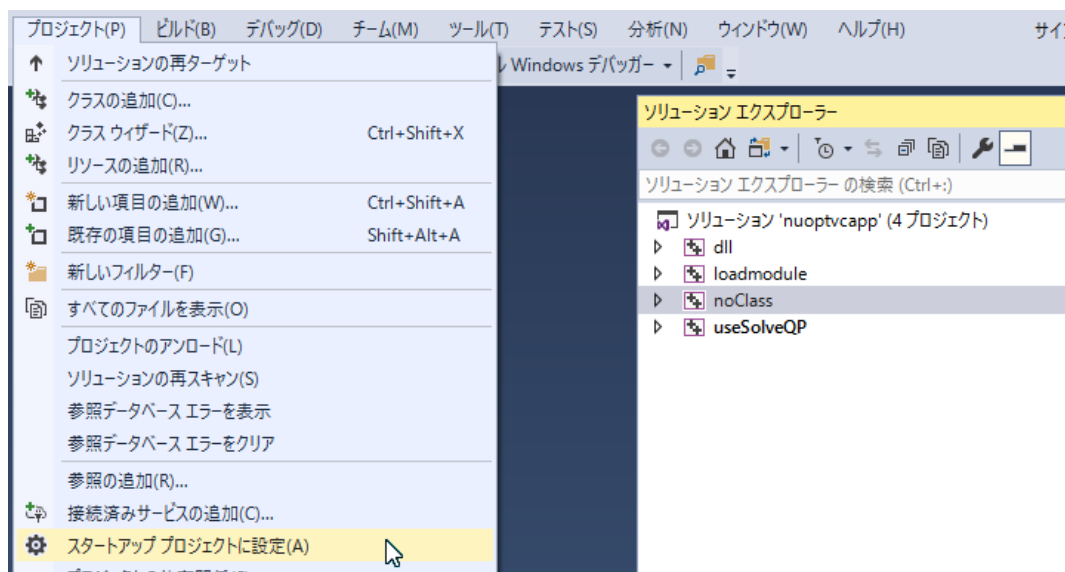 プロジェクト(P) ビルド(B) デバッグ(D) チーム(M) ツール(T) テスト(S) 分析(N) ウィンドウ(W) ヘルプ(H) サイ
Windows デバッガー
ソリューションの再ターゲット
クラスの追加(C)...
クラス ウィザード(Z)... Ctrl+Shift+X
リソースの追加(R)...
新しい項目の追加(W)... Ctrl+Shift+A
既存の項目の追加(G)... Shift+Alt+A
新しいフィルター(F)
すべてのファイルを表示(O)
プロジェクトのアンロード(L)
ソリューションの再スキャン(S)
参照データベース エラーを表示
参照データベース エラーをクリア
参照の追加(R)...
接続済みサービスの追加(C)...
スタートアップ プロジェクトに設定(A)
ソリューション エクスプローラー
ソリューション エクスプローラー の検索 (Ctrl+:)
ソリューション 'nuoptvcapp' (4 プロジェクト)
dll
loadmodule
noClass
useSolveQP